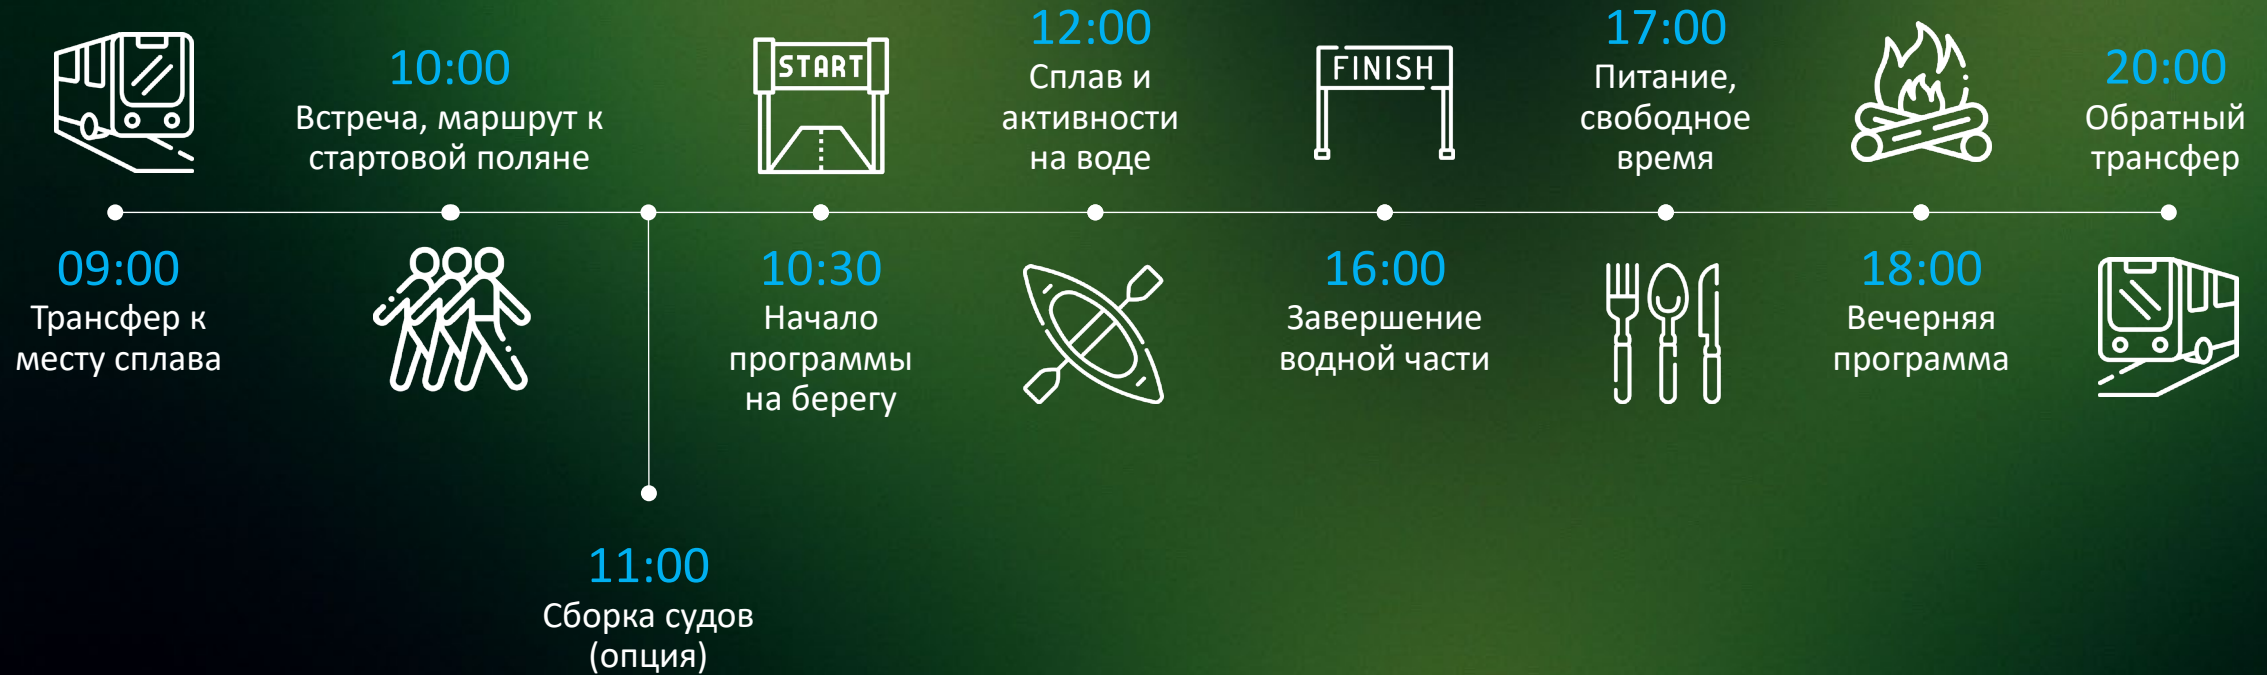 09:00
Трансфер к
месту сплава
10:00
Встреча, маршрут к
стартовой поляне
11:00
Сборка судов
(опция)
START
10:30
Начало
программы
на берегу
12:00
Сплав и
активности
на воде
FINISH
16:00
Завершение
водной части
17:00
Питание,
свободное
время
18:00
Вечерняя
программа
20:00
Обратный
трансфер